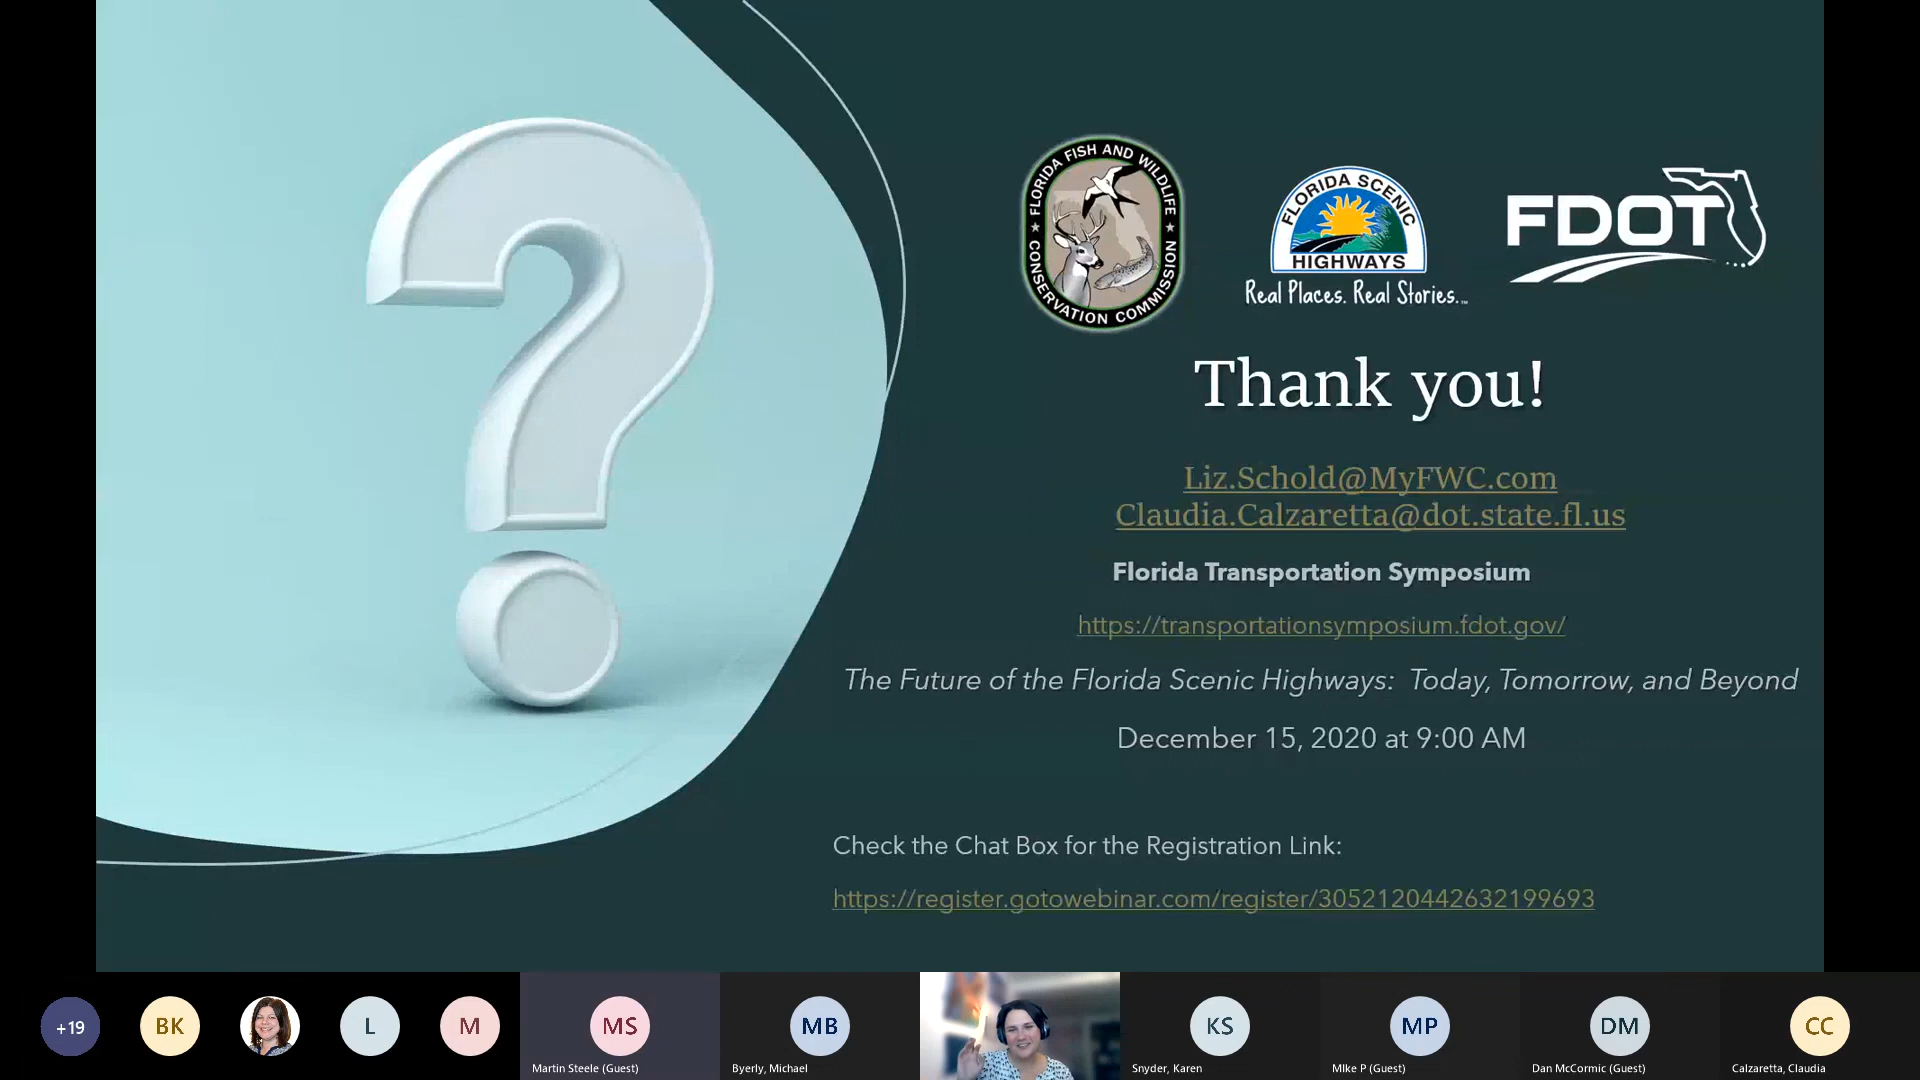 FLORIDA FISH AND WILDLIFE
CONSERVATION COMMISSION
FLORIDA SCENIC
HIGHWAYS
Real Places. Real Stories.™
FDOT
Thank you!
Liz.Schold@MyFWC.com
Claudia.Calzaretta@dot.state.fl.us
Florida Transportation Symposium
https://transportationsymposium.fdot.gov/
The Future of the Florida Scenic Highways: Today, Tomorrow, and Beyond
December 15, 2020 at 9:00 AM
Check the Chat Box for the Registration Link:
https://register.gotowebinar.com/register/3052120442632199693
+19
BK
L
M
MS
Martin Steele (Guest)
MB
Byerly, Michael
KS
Snyder, Karen
MP
MIke P (Guest)
DM
Dan McCormic (Guest)
CC
Calzaretta, Claudia